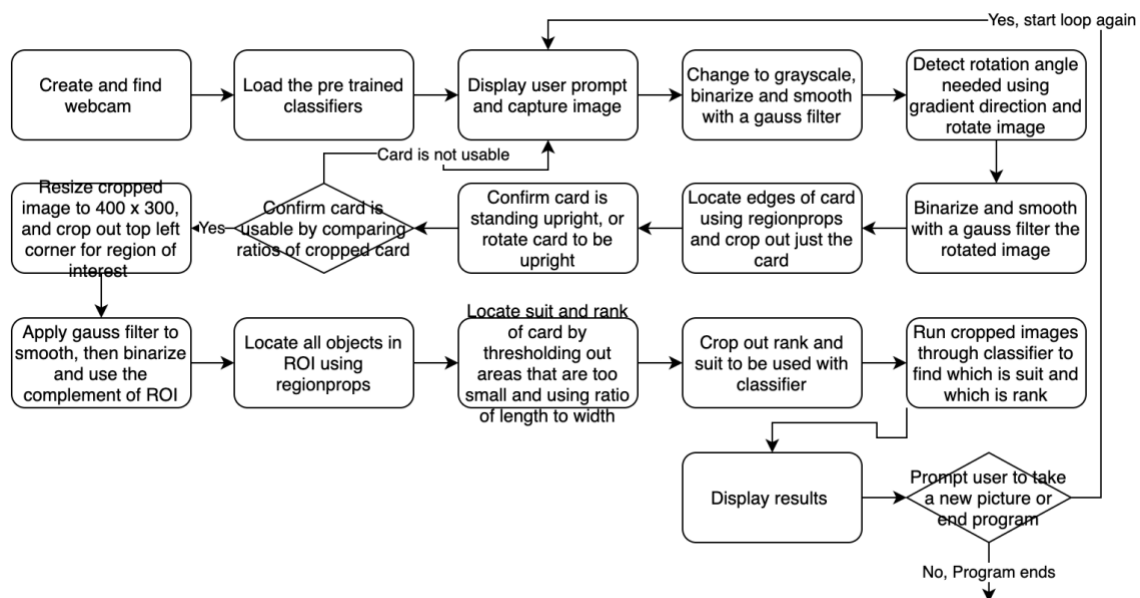 Yes, start loop again
Create and find
webcam
Load the pre trained
classifiers
Display user prompt
and capture image
Change to grayscale,
binarize and smooth
with a gauss filter
Detect rotation angle
needed using
gradient direction and
rotate image
Card is not usable
Resize cropped
image to 400 x 300,
and crop out top left
corner for region of
interest
Yes
Confirm card is
usable by comparing
ratios of cropped card
Confirm card is
standing upright, or
rotate card to be
upright
Locate edges of card
using regionprops
and crop out just the
card
Binarize and smooth
with a gauss filter the
rotated image
Apply gauss filter to
smooth, then binarize
and use the
complement of ROI
Locate all objects in
ROI using
regionprops
Locate suit and rank
of card by
thresholding out
areas that are too
small and using ratio
of length to width
Crop out rank and
suit to be used with
classifier
Run cropped images
through classifier to
find which is suit and
which is rank
Display results
Prompt user to take
a new picture or
end program
No, Program ends